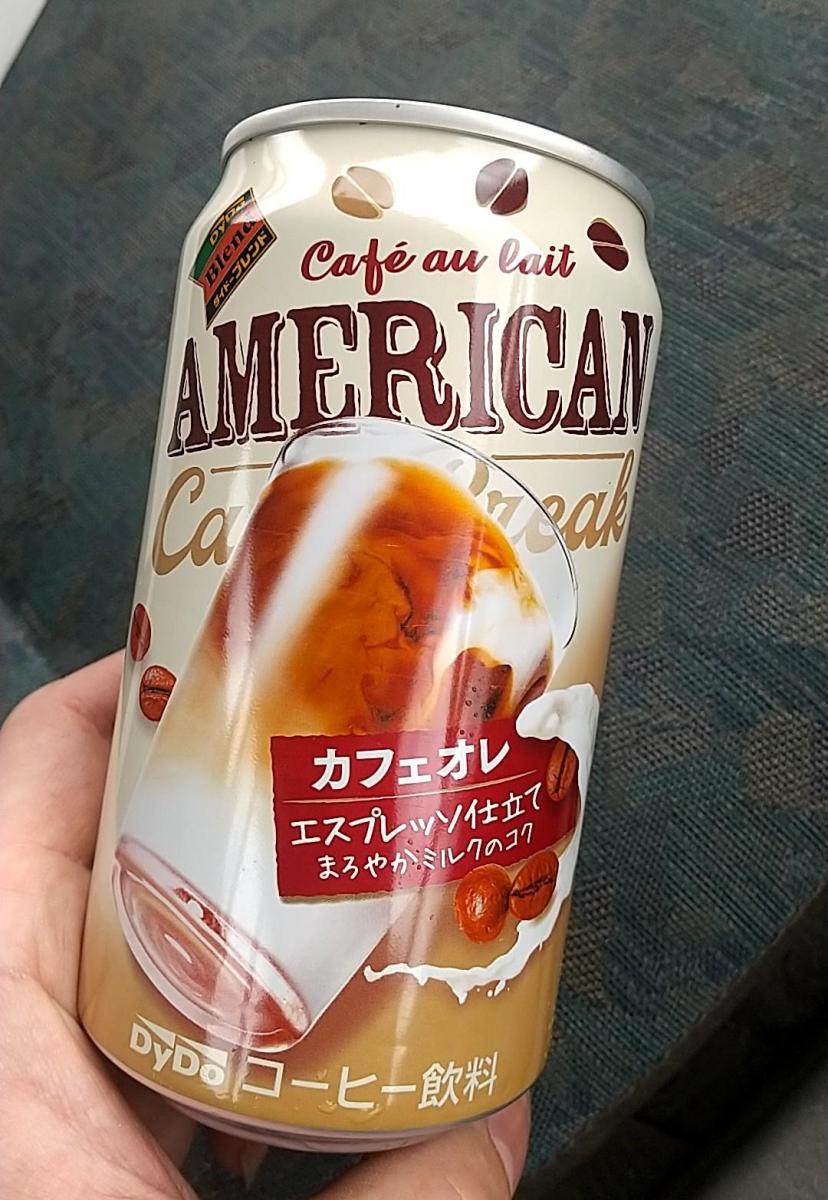 DyDo
Blend
ダイドーブレンド
Café au lait
AMERICAN
Break
カフェオレ
エスプレッソ仕立て
まろやかミルクのコク
DyDo コーヒー飲料